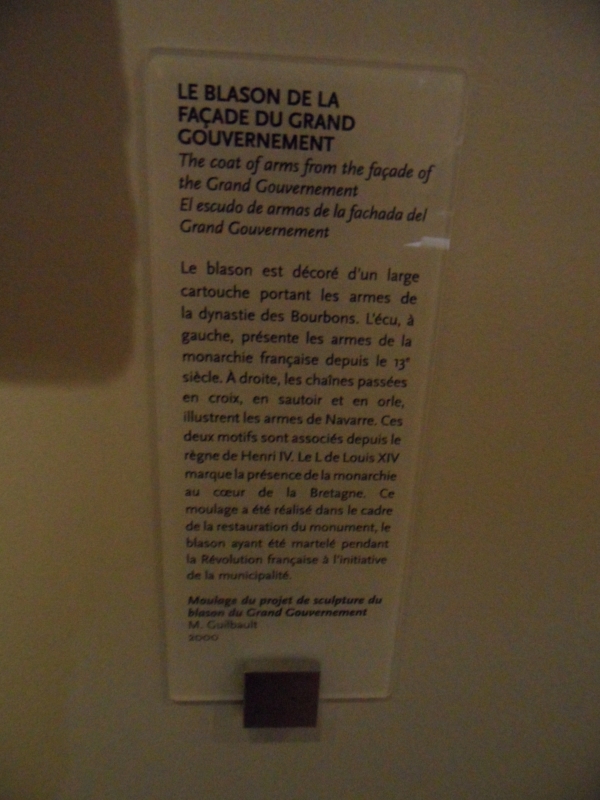 LE BLASON DE LA
FAÇADE DU GRAND
GOUVERNEMENT
The coat of arms from the façade of
the Grand Gouvernement
El escudo de armas de la fachada del
Grand Gouvernement
Le blason est décoré d'un large
cartouche portant les armes de
la dynastie des Bourbons. L'écu, à
gauche, présente les armes de la
monarchie française depuis le 13e
siècle. À droite, les chaînes passées
en croix, en sautoir et en orle,
illustrent les armes de Navarre. Ces
deux motifs sont associés depuis le
règne de Henri IV. Le L de Louis XIV
marque la présence de la monarchie
au cœur de la Bretagne. Ce
moulage a été réalisé dans le cadre
de la restauration du monument, le
blason ayant été martelé pendant
la Révolution française à l'initiative
de la municipalité.
Moulage du projet de sculpture du
blason du Grand Gouvernement
M. Guilbault
2000